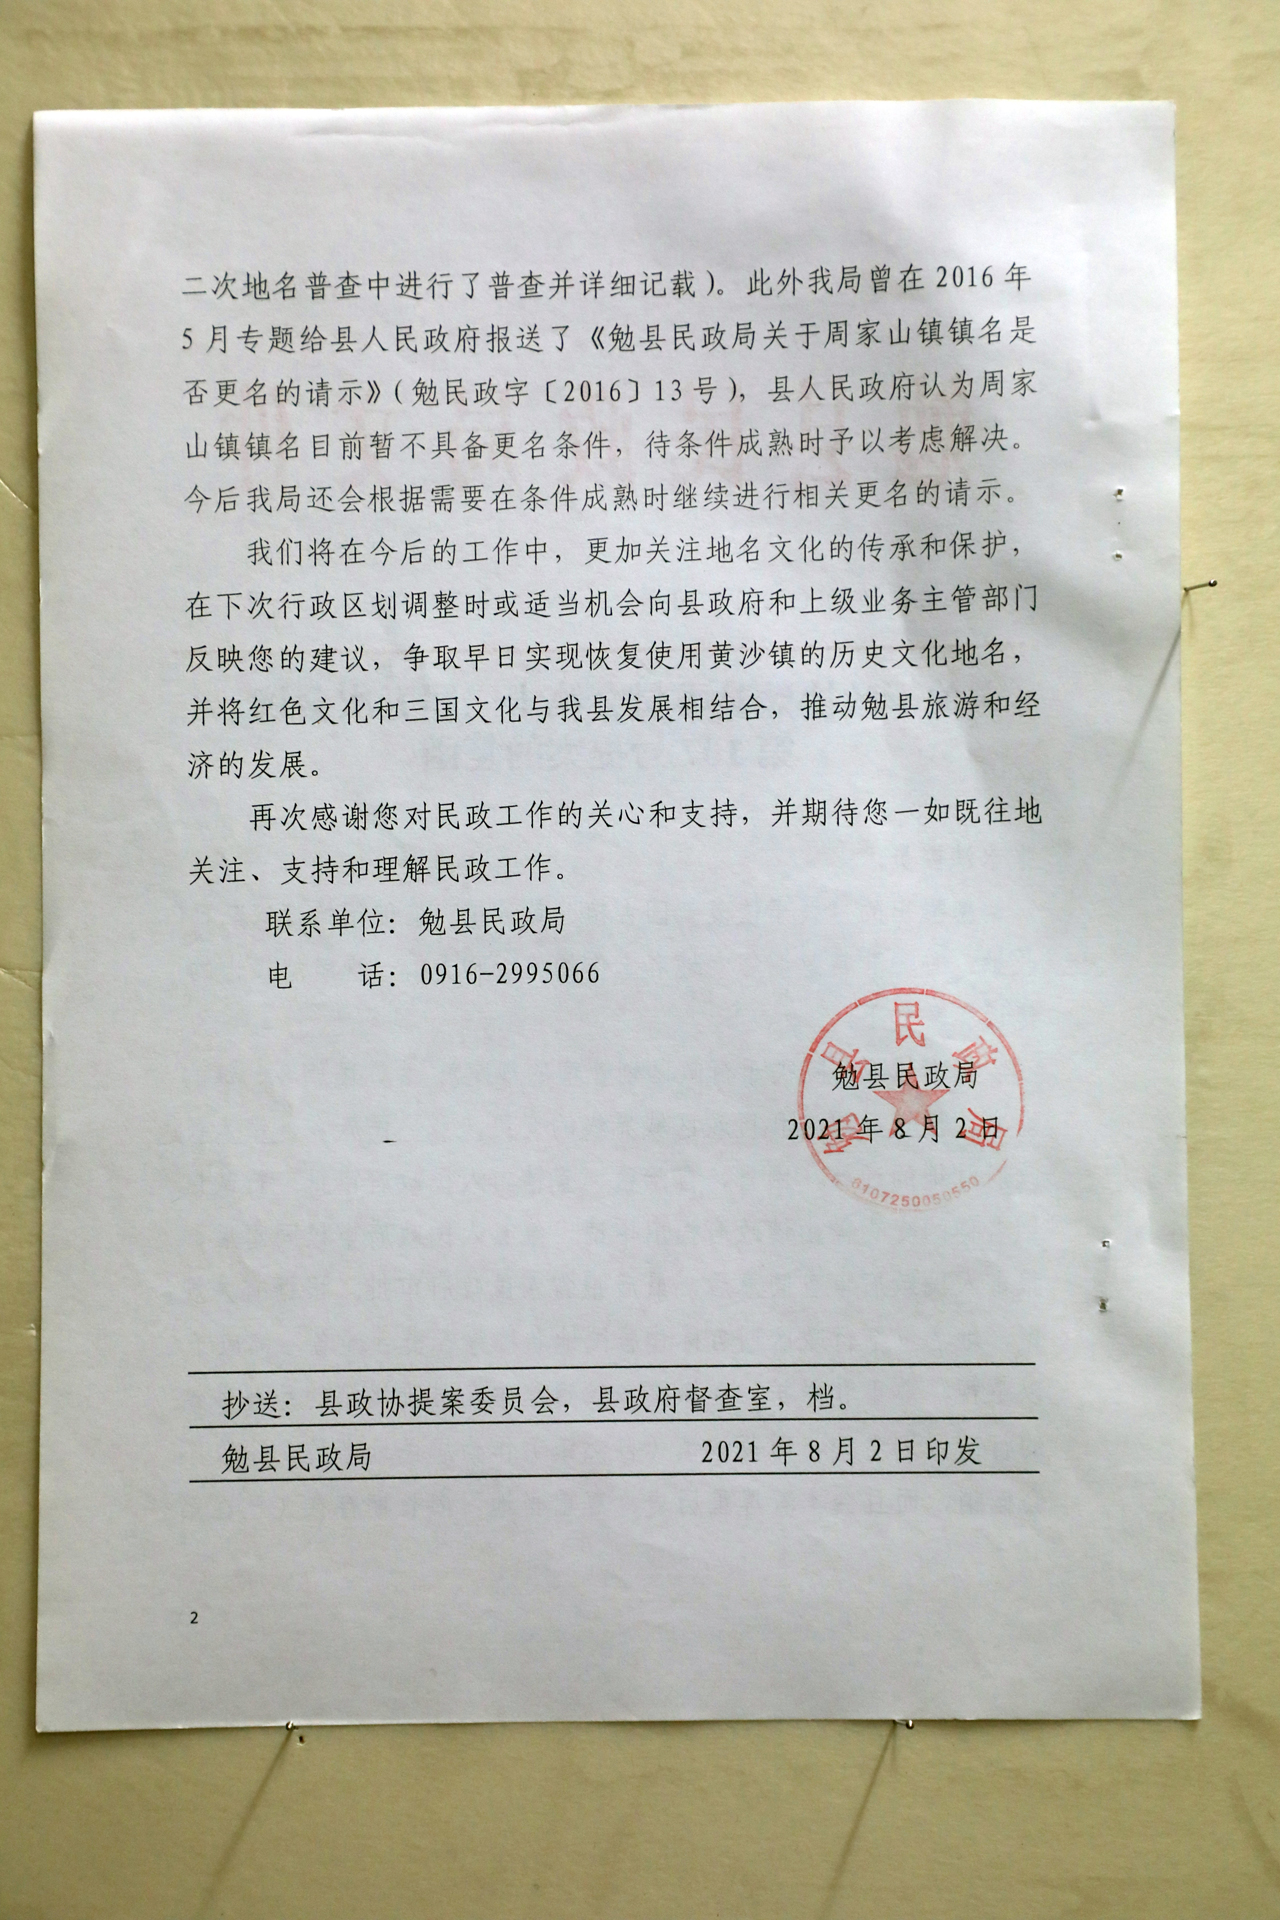 二次地名普查中进行了普查并详细记载）。此外我局曾在 2016 年
5 月专题给县人民政府报送了《勉县民政局关于周家山镇镇名是
否更名的请示》（勉民政字〔2016〕13 号），县人民政府认为周家
山镇镇名目前暂不具备更名条件，待条件成熟时予以考虑解决。
今后我局还会根据需要在条件成熟时继续进行相关更名的请示。
我们将在今后的工作中，更加关注地名文化的传承和保护，
在下次行政区划调整时或适当机会向县政府和上级业务主管部门
反映您的建议，争取早日实现恢复使用黄沙镇的历史文化地名，
并将红色文化和三国文化与我县发展相结合，推动勉县旅游和经
济的发展。
再次感谢您对民政工作的关心和支持，并期待您一如既往地
关注、支持和理解民政工作。
联系单位：勉县民政局
电　　话：0916-2995066
勉县民政局
勉县民政局
2021 年 8 月 2 日
6107250050550
抄送：县政协提案委员会，县政府督查室，档。
勉县民政局　2021 年 8 月 2 日印发
2